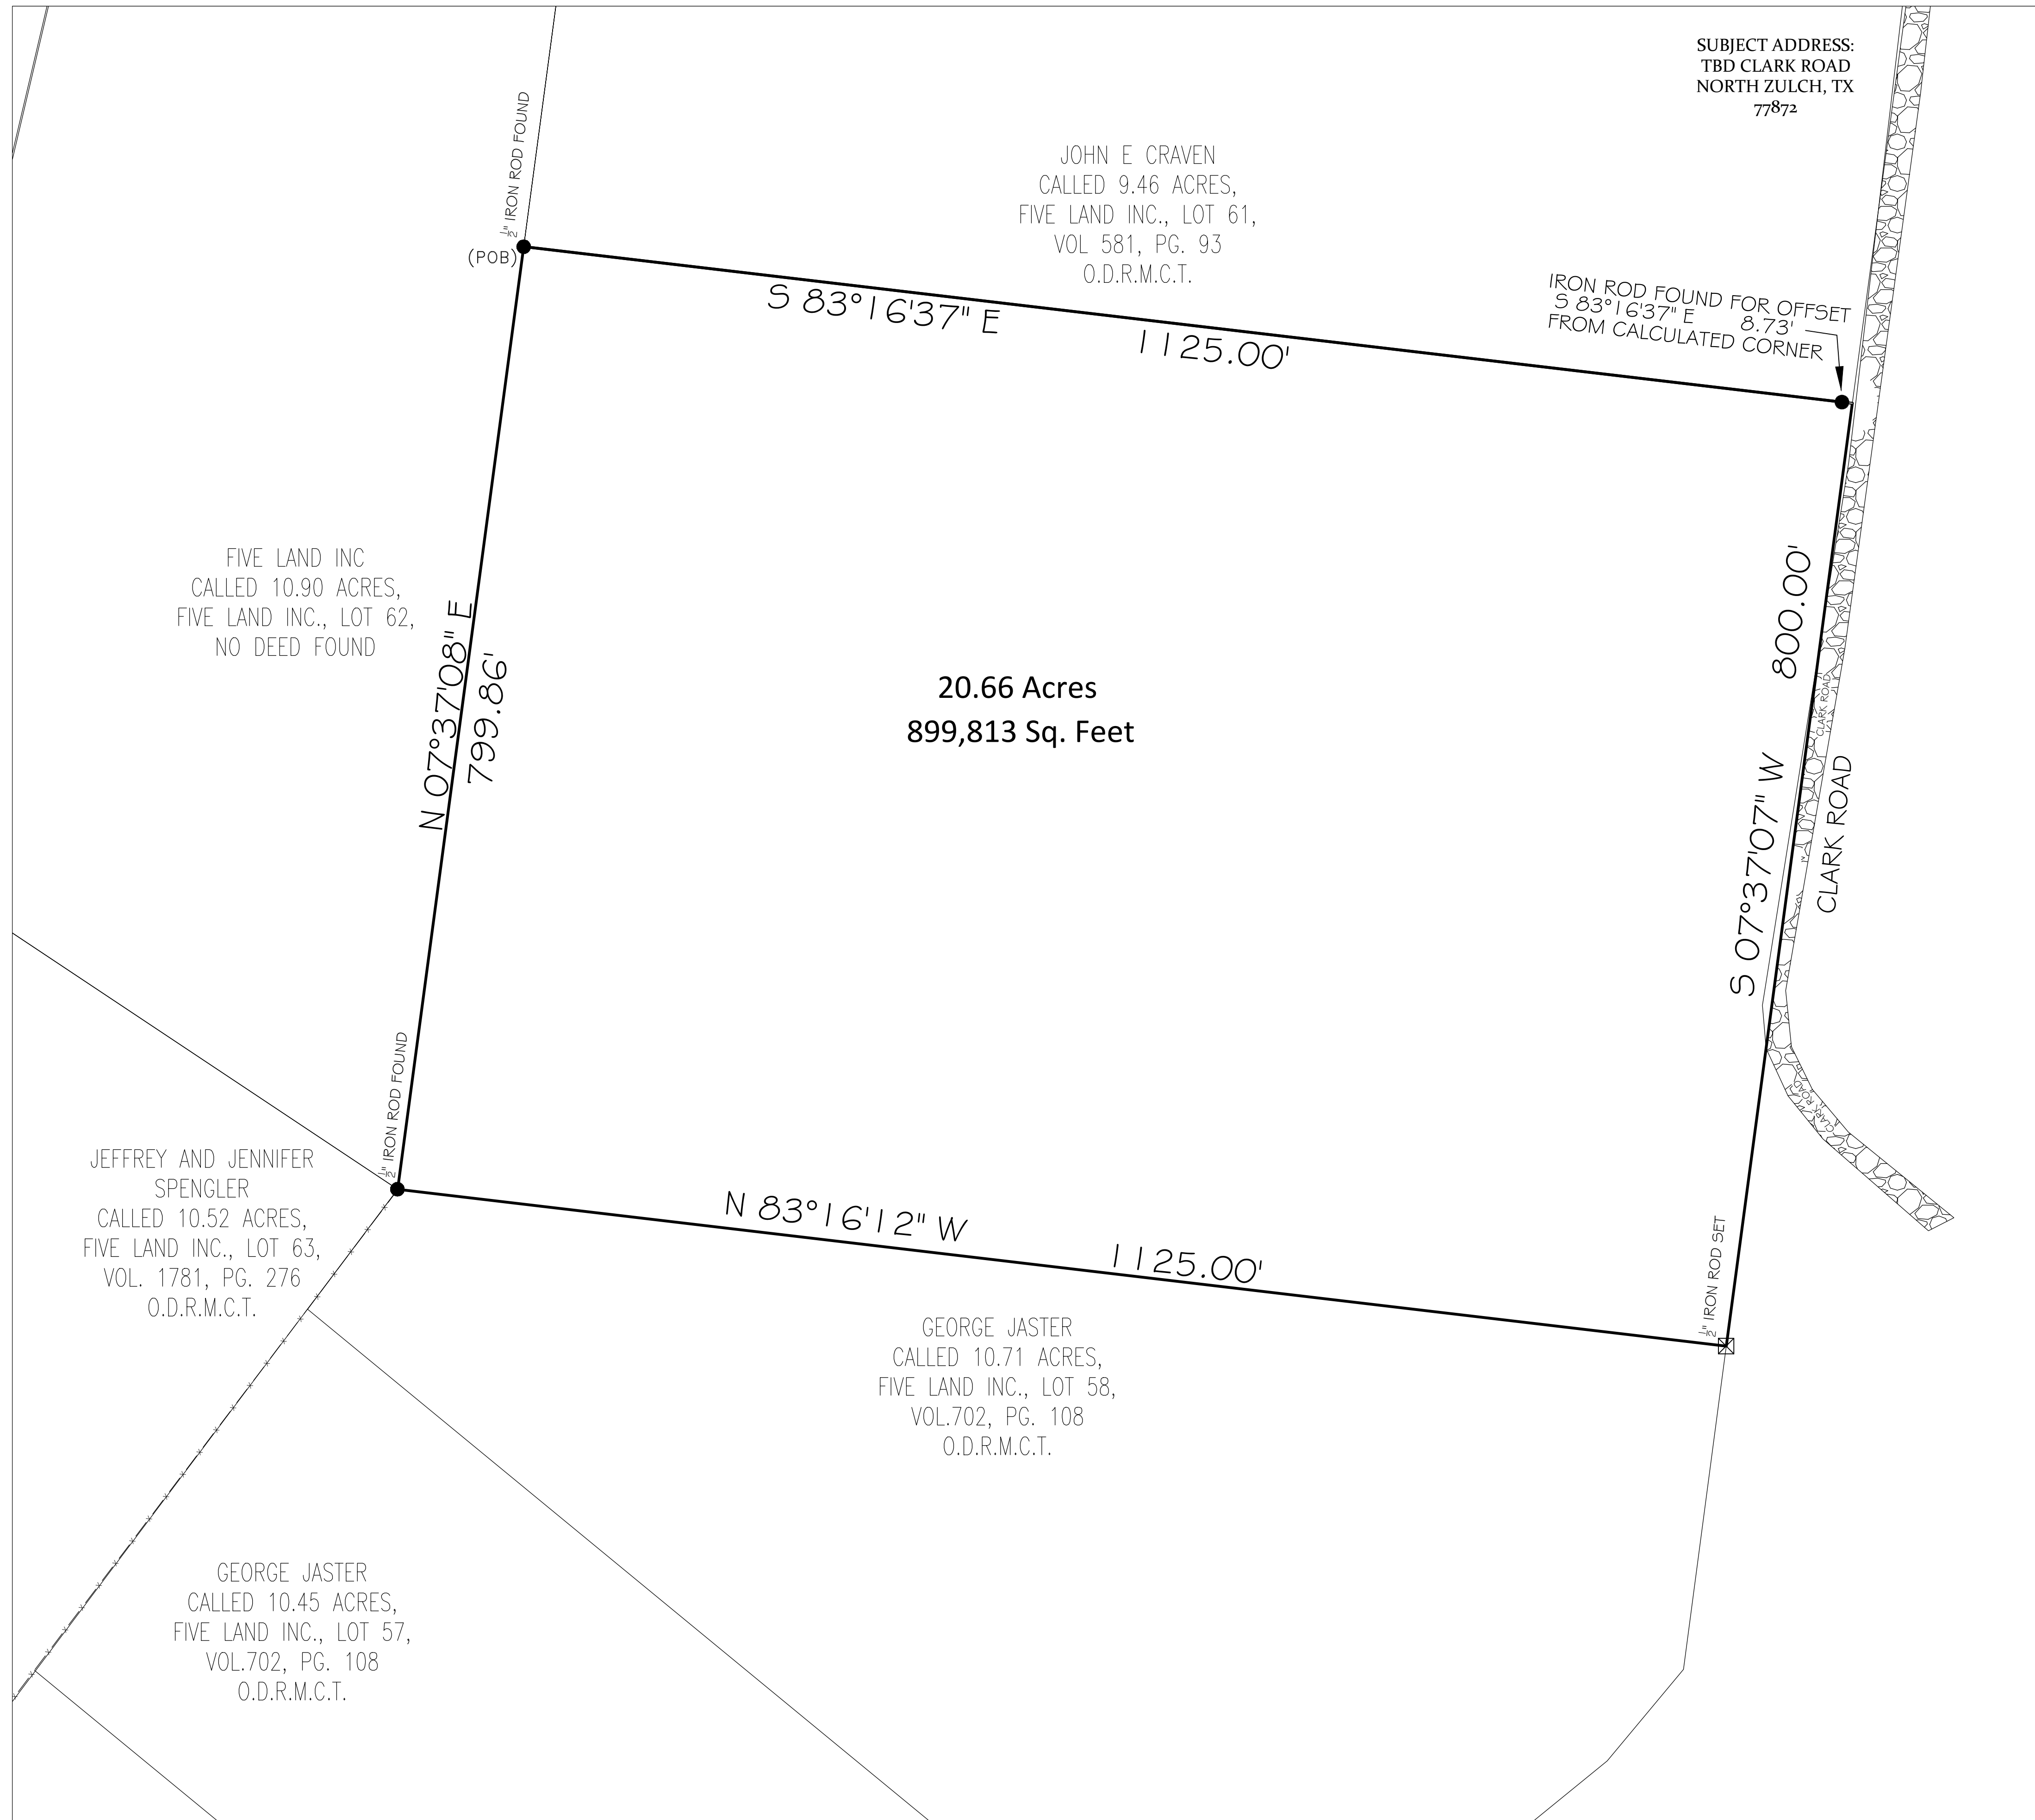 SUBJECT ADDRESS:
TBD CLARK ROAD
NORTH ZULCH, TX
77872
1/2" IRON ROD FOUND
(POB)
JOHN E CRAVEN
CALLED 9.46 ACRES,
FIVE LAND INC., LOT 61,
VOL 581, PG. 93
O.D.R.M.C.T.
IRON ROD FOUND FOR OFFSET
S 83°16'37" E 8.73'
FROM CALCULATED CORNER
S 83°16'37" E
1125.00'
FIVE LAND INC
CALLED 10.90 ACRES,
FIVE LAND INC., LOT 62,
NO DEED FOUND
N 07°37'08" E
799.86'
20.66 Acres
899,813 Sq. Feet
800.00'
S 07°37'07" W
CLARK ROAD
CLARK ROAD
CLARK ROAD
1/2" IRON ROD FOUND
JEFFREY AND JENNIFER
SPENGLER
CALLED 10.52 ACRES,
FIVE LAND INC., LOT 63,
VOL. 1781, PG. 276
O.D.R.M.C.T.
N 83°16'12" W
1125.00'
1/2" IRON ROD SET
GEORGE JASTER
CALLED 10.71 ACRES,
FIVE LAND INC., LOT 58,
VOL.702, PG. 108
O.D.R.M.C.T.
GEORGE JASTER
CALLED 10.45 ACRES,
FIVE LAND INC., LOT 57,
VOL.702, PG. 108
O.D.R.M.C.T.